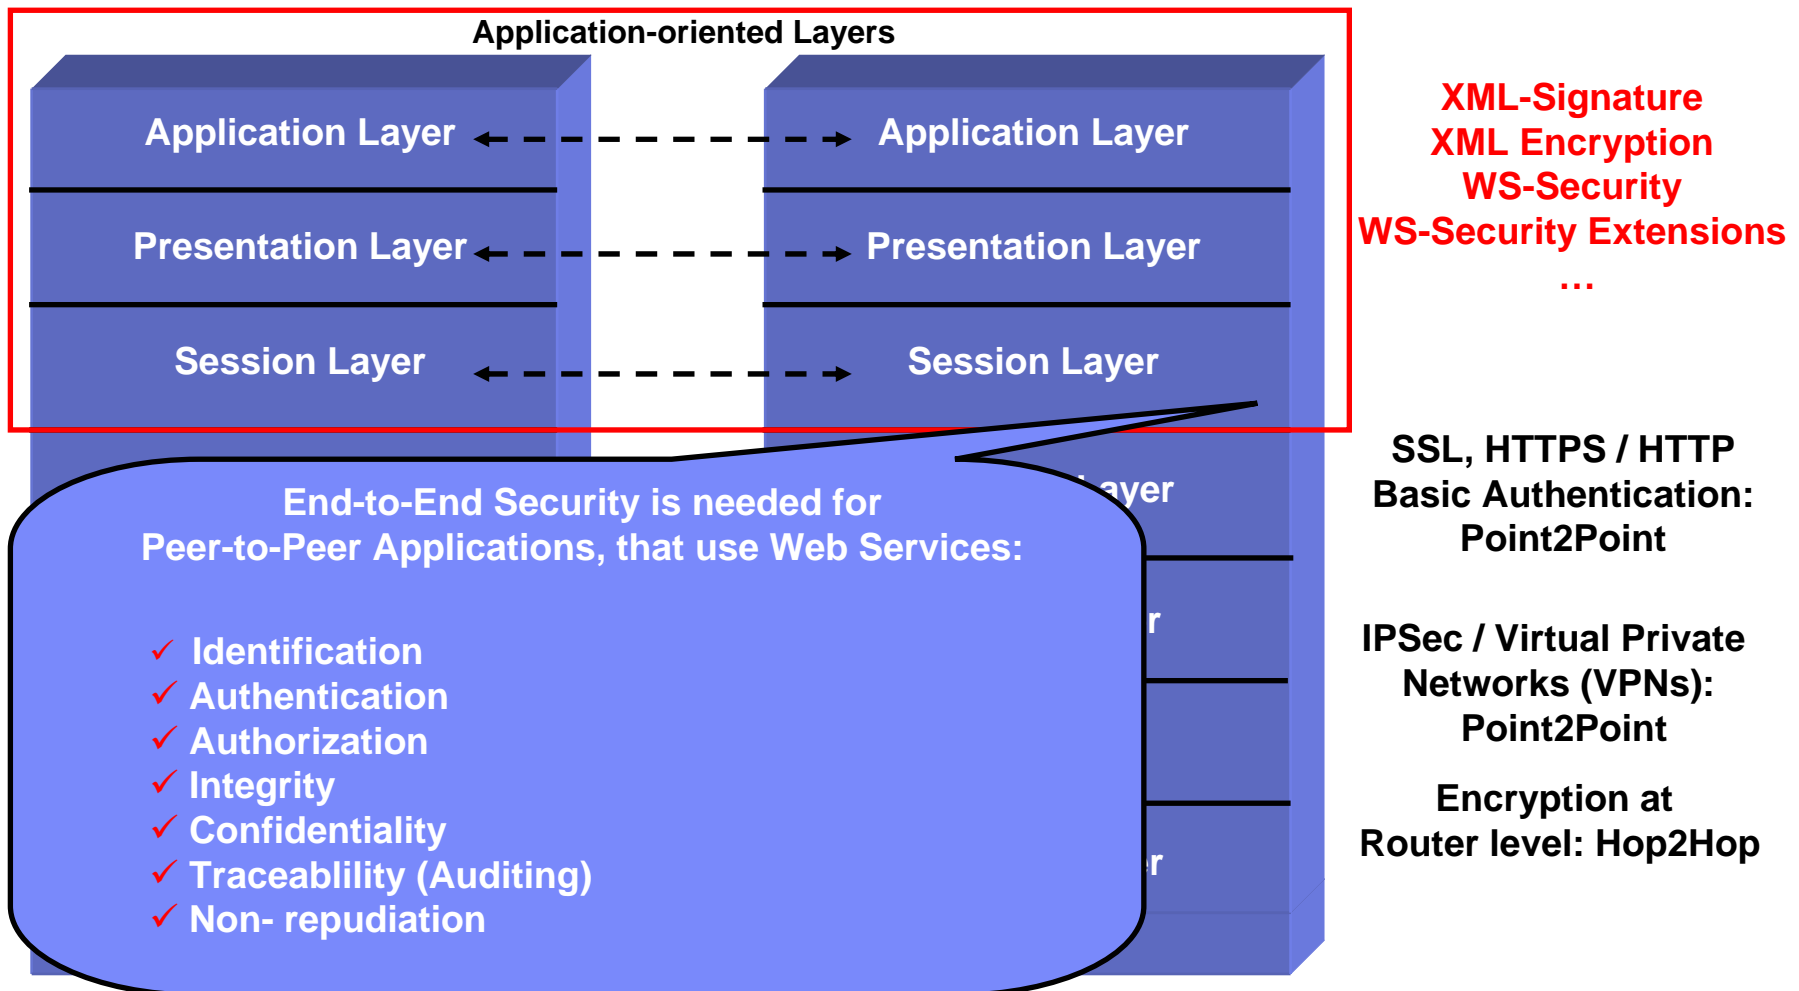 Application-oriented Layers
Application Layer
Application Layer
Presentation Layer
Presentation Layer
Session Layer
Session Layer
XML-Signature
XML Encryption
WS-Security
WS-Security Extensions
…
SSL, HTTPS / HTTP
Basic Authentication:
Point2Point
IPSec / Virtual Private
Networks (VPNs):
Point2Point
Encryption at
Router level: Hop2Hop
End-to-End Security is needed for
Peer-to-Peer Applications, that use Web Services:
✓ Identification
✓ Authentication
✓ Authorization
✓ Integrity
✓ Confidentiality
✓ Traceablility (Auditing)
✓ Non- repudiation